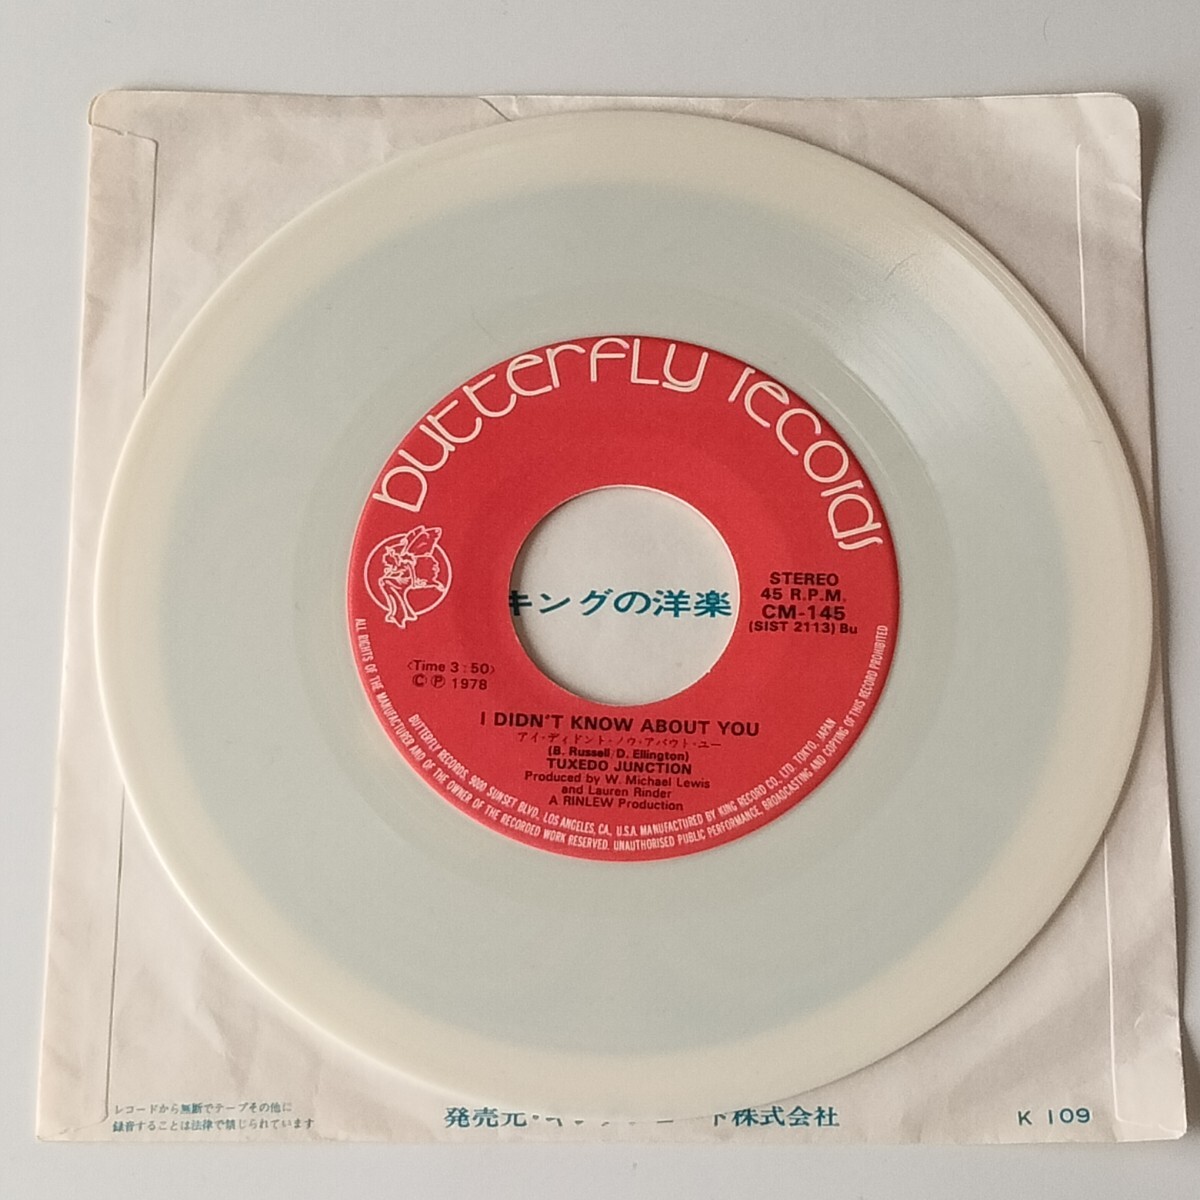 butterfly records
STEREO
45 R.P.M.
CM-145
(SIST 2113) Bu
キングの洋楽
〈Time 3:50〉
Ⓒ Ⓟ 1978
I DIDN'T KNOW ABOUT YOU
アイ・ディドント・ノウ・アバウト・ユー
(B. Russell/D. Ellington)
TUXEDO JUNCTION
Produced by W. Michael Lewis
and Lauren Rinder
A RINLEW Production
BUTTERFLY RECORDS, 9000 SUNSET BLVD., LOS ANGELES, CA., U.S.A. MANUFACTURED BY KING RECORD CO., LTD. TOKYO, JAPAN
ALL RIGHTS OF THE MANUFACTURER AND OF THE OWNER OF THE RECORDED WORK RESERVED. UNAUTHORISED PUBLIC PERFORMANCE, BROADCASTING AND COPYING OF THIS RECORD PROHIBITED
レコードから無断でテープその他に
録音することは法律で禁じられています
発売元・株式会社
K 109